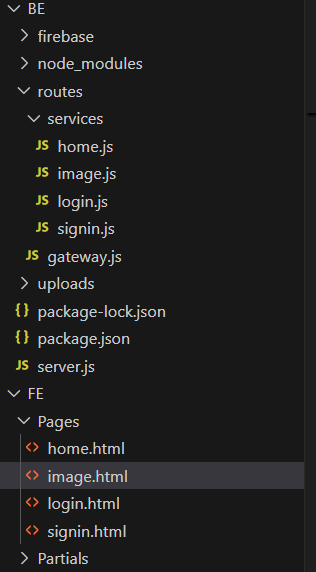 BE
firebase
node_modules
routes
services
JS home.js
JS image.js
JS login.js
JS signin.js
JS gateway.js
uploads
{} package-lock.json
{} package.json
JS server.js
FE
Pages
<> home.html
<> image.html
<> login.html
<> signin.html
Partials